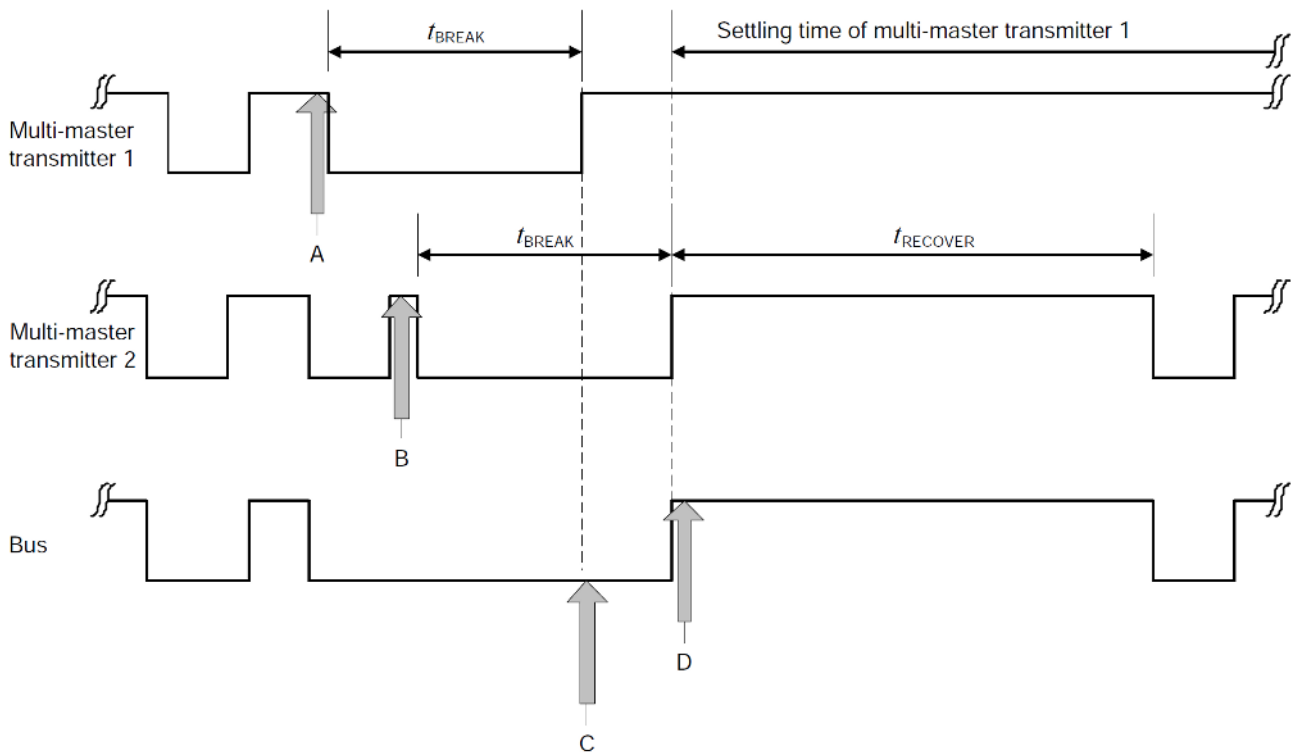 tBREAK
Settling time of multi-master transmitter 1
Multi-master
transmitter 1
A
tBREAK
tRECOVER
Multi-master
transmitter 2
B
Bus
D
C